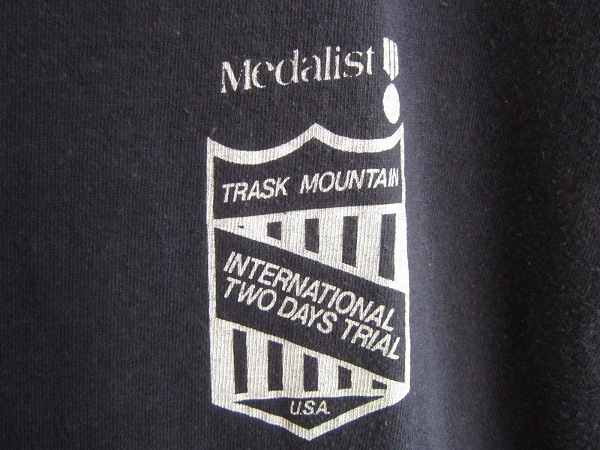 Medalist
TRASK MOUNTAIN
INTERNATIONAL
TWO DAYS TRIAL
U.S.A.